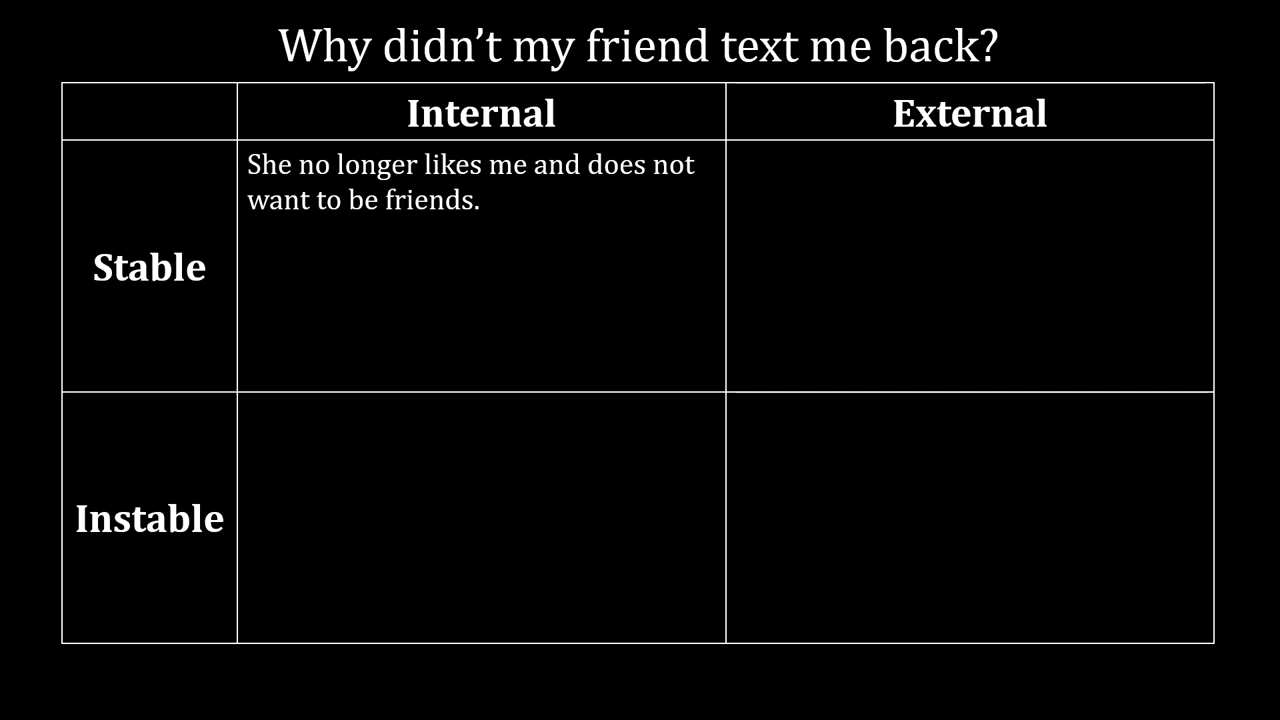 Why didn’t my friend text me back?
Internal
External
She no longer likes me and does not
want to be friends.
Stable
Instable